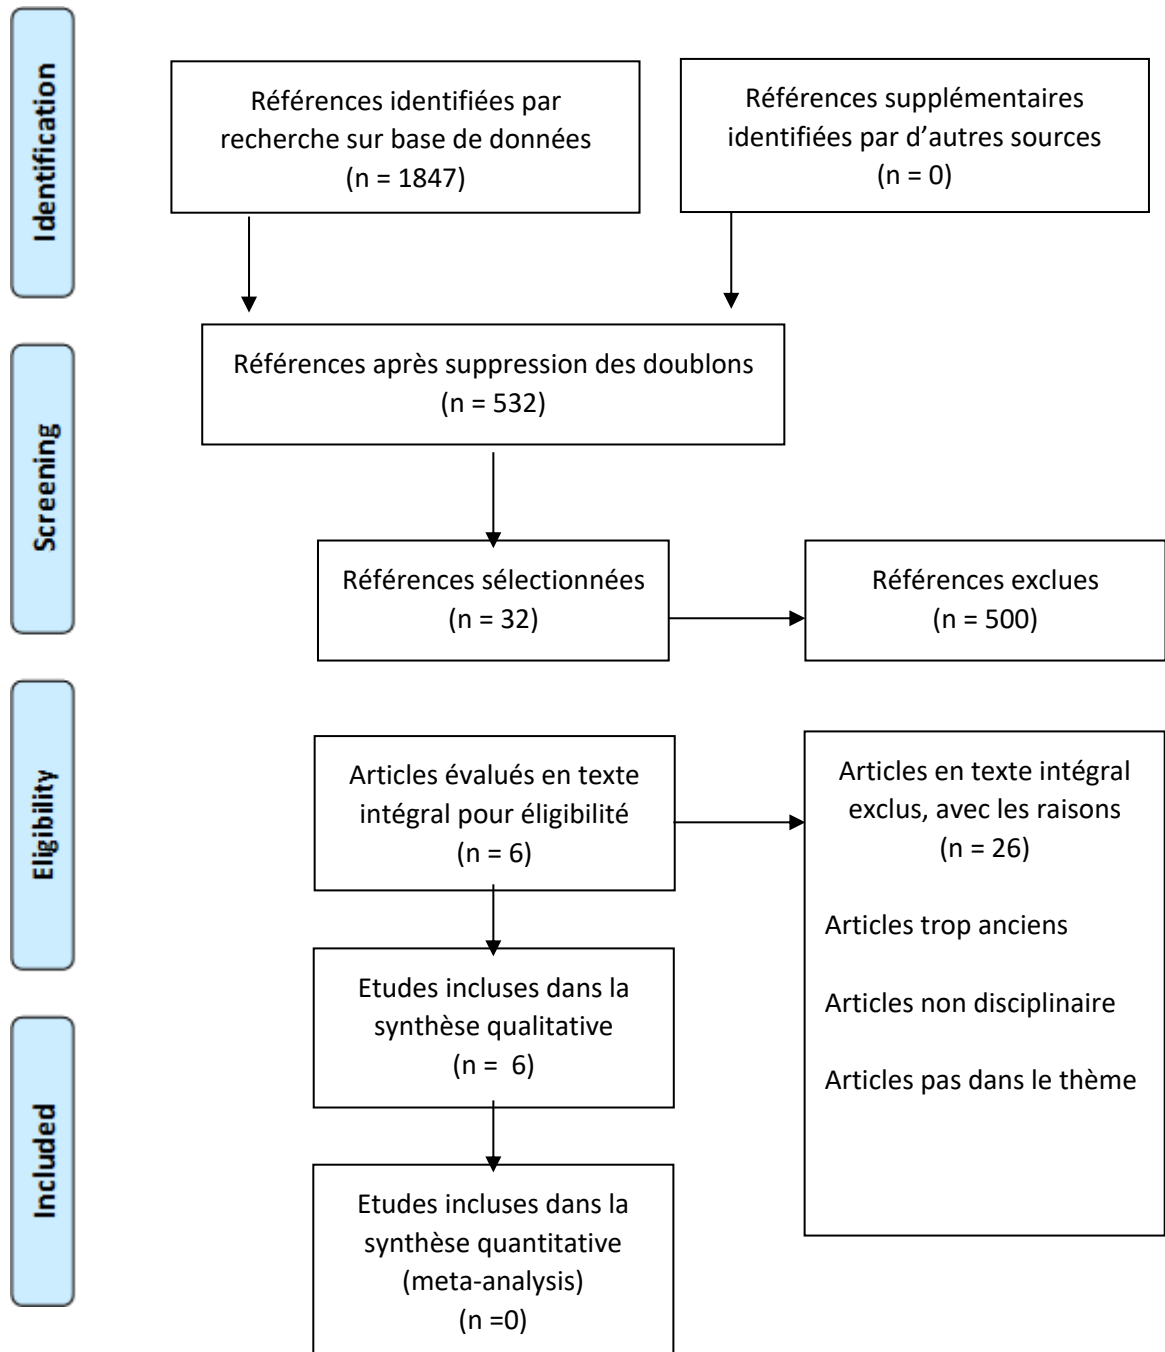 Identification
Références identifiées par
recherche sur base de données
(n = 1847)
Références supplémentaires
identifiées par d’autres sources
(n = 0)
Screening
Références après suppression des doublons
(n = 532)
Références sélectionnées
(n = 32)
Références exclues
(n = 500)
Eligibility
Articles évalués en texte
intégral pour éligibilité
(n = 6)
Articles en texte intégral
exclus, avec les raisons
(n = 26)
Articles trop anciens
Articles non disciplinaire
Articles pas dans le thème
Included
Etudes incluses dans la
synthèse qualitative
(n =  6)
Etudes incluses dans la
synthèse quantitative
(meta-analysis)
(n =0)